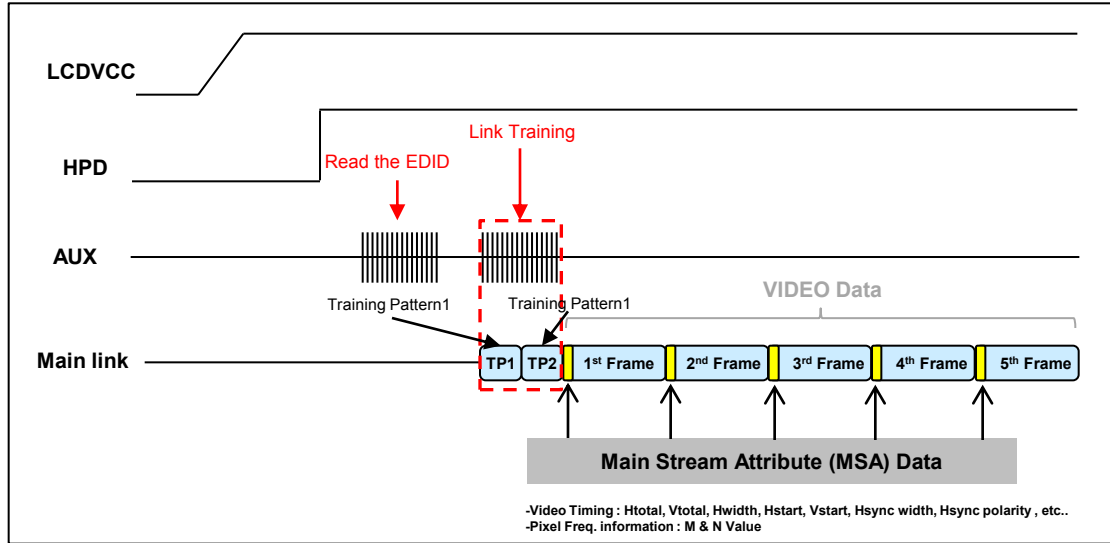 LCDVCC
HPD
Link Training
Read the EDID
AUX
Training Pattern1
Training Pattern1
VIDEO Data
Main link
TP1
TP2
1st Frame
2nd Frame
3rd Frame
4th Frame
5th Frame
Main Stream Attribute (MSA) Data
-Video Timing : Htotal, Vtotal, Hwidth, Hstart, Vstart, Hsync width, Hsync polarity , etc..
-Pixel Freq. information : M & N Value